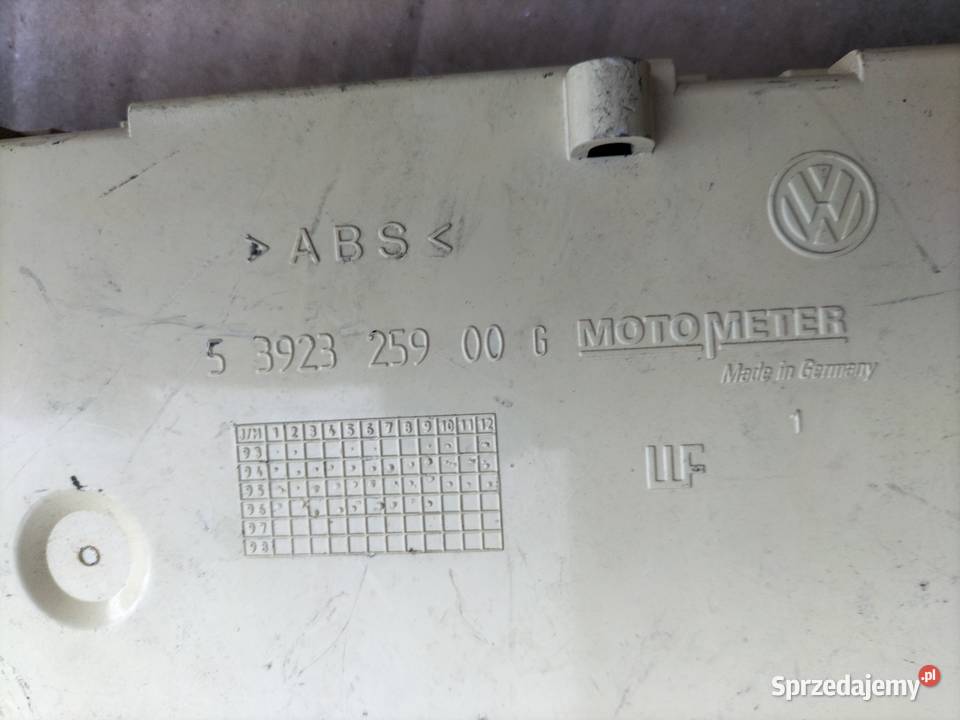 >ABS<
5 3923 259 00 G MOTOMETER
Made in Germany
1
J/M 1 2 3 4 5 6 7 8 9 10 11 12
93
94
95
96
97
98
Sprzedajemy.pl